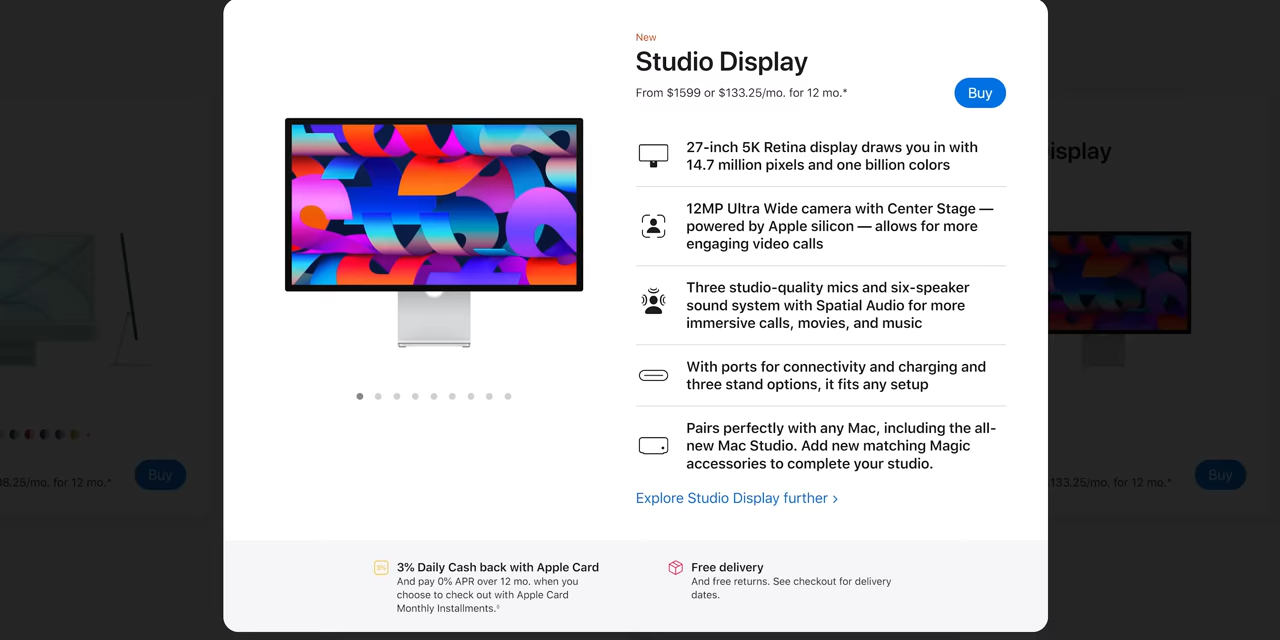 New
Studio Display
From $1599 or $133.25/mo. for 12 mo.*
Buy
27-inch 5K Retina display draws you in with
14.7 million pixels and one billion colors
12MP Ultra Wide camera with Center Stage —
powered by Apple silicon — allows for more
engaging video calls
Three studio-quality mics and six-speaker
sound system with Spatial Audio for more
immersive calls, movies, and music
With ports for connectivity and charging and
three stand options, it fits any setup
Pairs perfectly with any Mac, including the all-
new Mac Studio. Add new matching Magic
accessories to complete your studio.
Explore Studio Display further ›
3%
3% Daily Cash back with Apple Card
And pay 0% APR over 12 mo. when you
choose to check out with Apple Card
Monthly Installments.◊
Free delivery
And free returns. See checkout for delivery
dates.
8.25/mo. for 12 mo.*
Buy
isplay
133.25/mo. for 12 mo.*
Buy